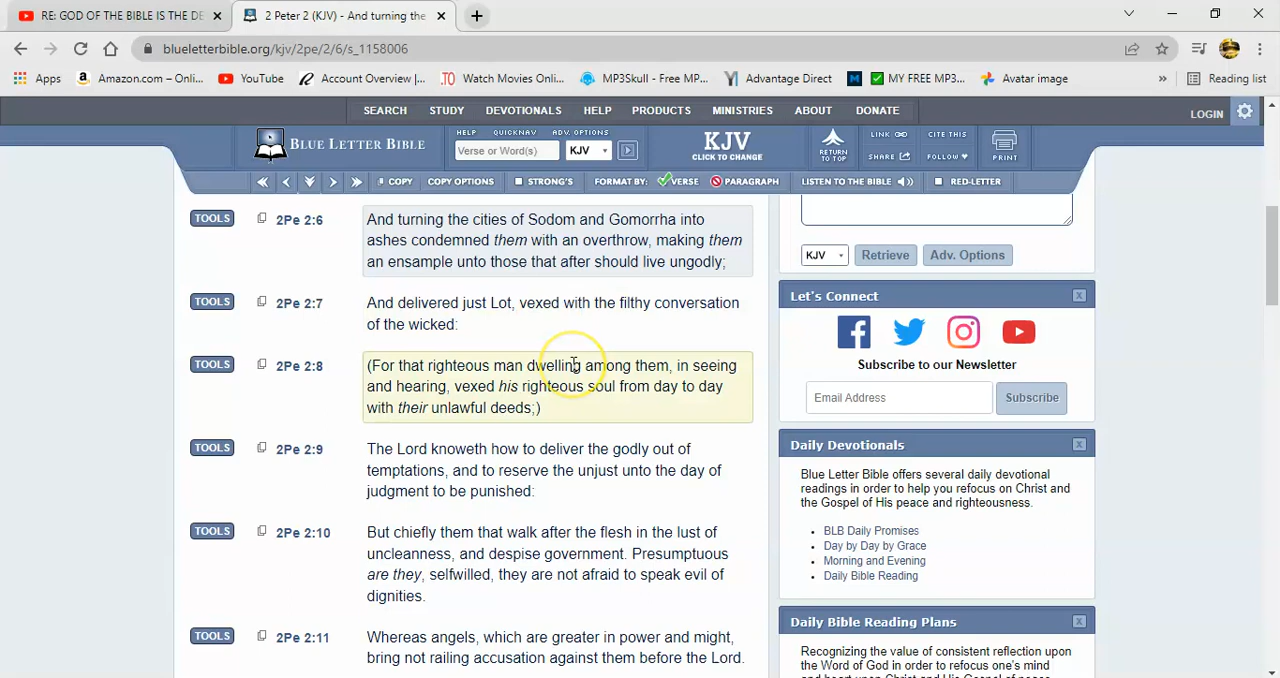 RE: GOD OF THE BIBLE IS THE DE
2 Peter 2 (KJV) - And turning the
blueletterbible.org/kjv/2pe/2/6/s_1158006
Apps Amazon.com – Onli... YouTube Account Overview |... Watch Movies Onlin... MP3Skull - Free MP... Advantage Direct MY FREE MP3... Avatar image » Reading list
SEARCH STUDY DEVOTIONALS HELP PRODUCTS MINISTRIES ABOUT DONATE LOGIN
BLUE LETTER BIBLE
HELP QUICKNAV ADV. OPTIONS
Verse or Word(s) KJV
KJV
CLICK TO CHANGE
RETURN
TO TOP
LINK CITE THIS
SHARE FOLLOW
PRINT
COPY COPY OPTIONS STRONG'S FORMAT BY: VERSE PARAGRAPH LISTEN TO THE BIBLE RED-LETTER
TOOLS 2Pe 2:6 And turning the cities of Sodom and Gomorrha into
ashes condemned them with an overthrow, making them
an ensample unto those that after should live ungodly;
TOOLS 2Pe 2:7 And delivered just Lot, vexed with the filthy conversation
of the wicked:
TOOLS 2Pe 2:8 (For that righteous man dwelling among them, in seeing
and hearing, vexed his righteous soul from day to day
with their unlawful deeds;)
TOOLS 2Pe 2:9 The Lord knoweth how to deliver the godly out of
temptations, and to reserve the unjust unto the day of
judgment to be punished:
TOOLS 2Pe 2:10 But chiefly them that walk after the flesh in the lust of
uncleanness, and despise government. Presumptuous
are they, selfwilled, they are not afraid to speak evil of
dignities.
TOOLS 2Pe 2:11 Whereas angels, which are greater in power and might,
bring not railing accusation against them before the Lord.
KJV Retrieve Adv. Options
Let's Connect
Subscribe to our Newsletter
Email Address Subscribe
Daily Devotionals
Blue Letter Bible offers several daily devotional
readings in order to help you refocus on Christ and
the Gospel of His peace and righteousness.
BLB Daily Promises
Day by Day by Grace
Morning and Evening
Daily Bible Reading
Daily Bible Reading Plans
Recognizing the value of consistent reflection upon
the Word of God in order to refocus one's mind
and heart upon Christ and His Gospel of peace